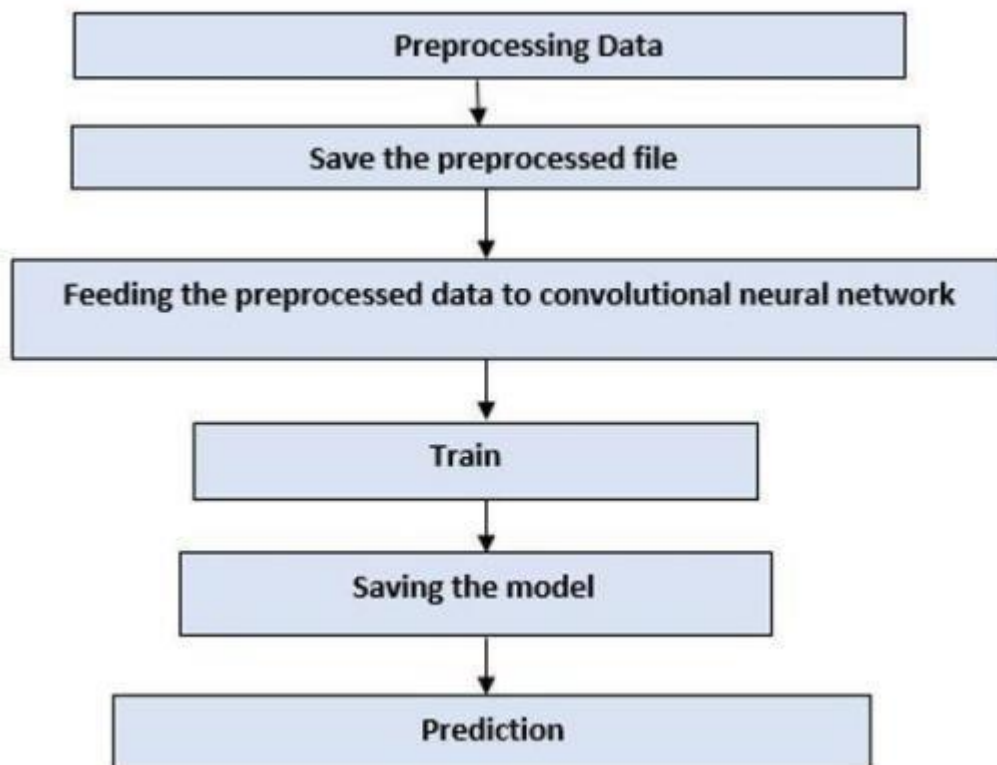 Preprocessing Data
Save the preprocessed file
Feeding the preprocessed data to convolutional neural network
Train
Saving the model
Prediction